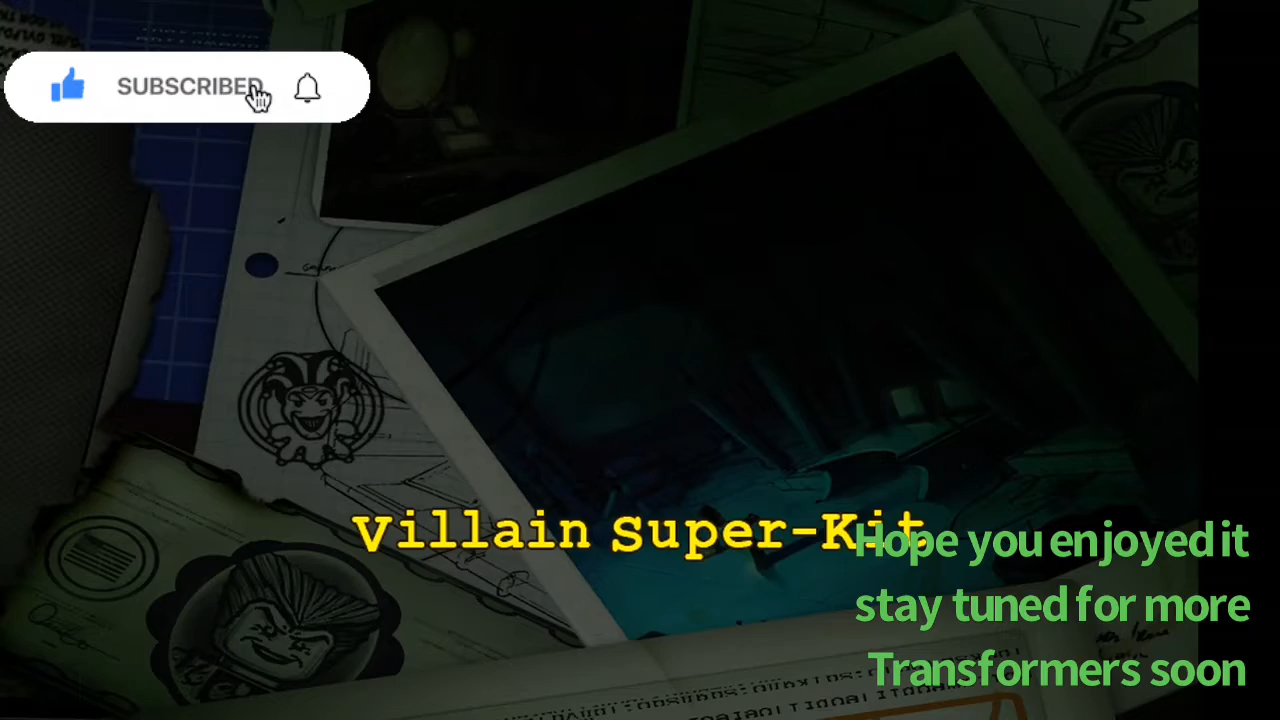 SUBSCRIBED
Villain Super-Kit
Hope you enjoyed it
stay tuned for more
Transformers soon